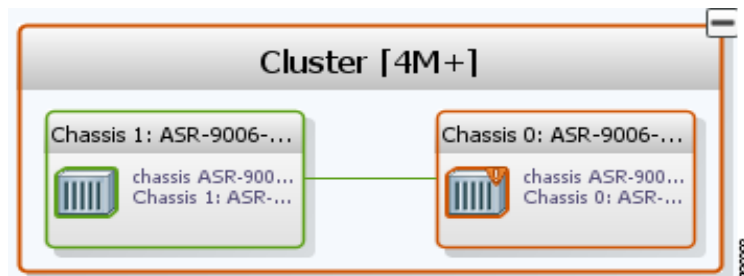 Cluster [4M+]
Chassis 1: ASR-9006-...
chassis ASR-900...
Chassis 1: ASR-...
Chassis 0: ASR-9006-...
chassis ASR-900...
Chassis 0: ASR-...